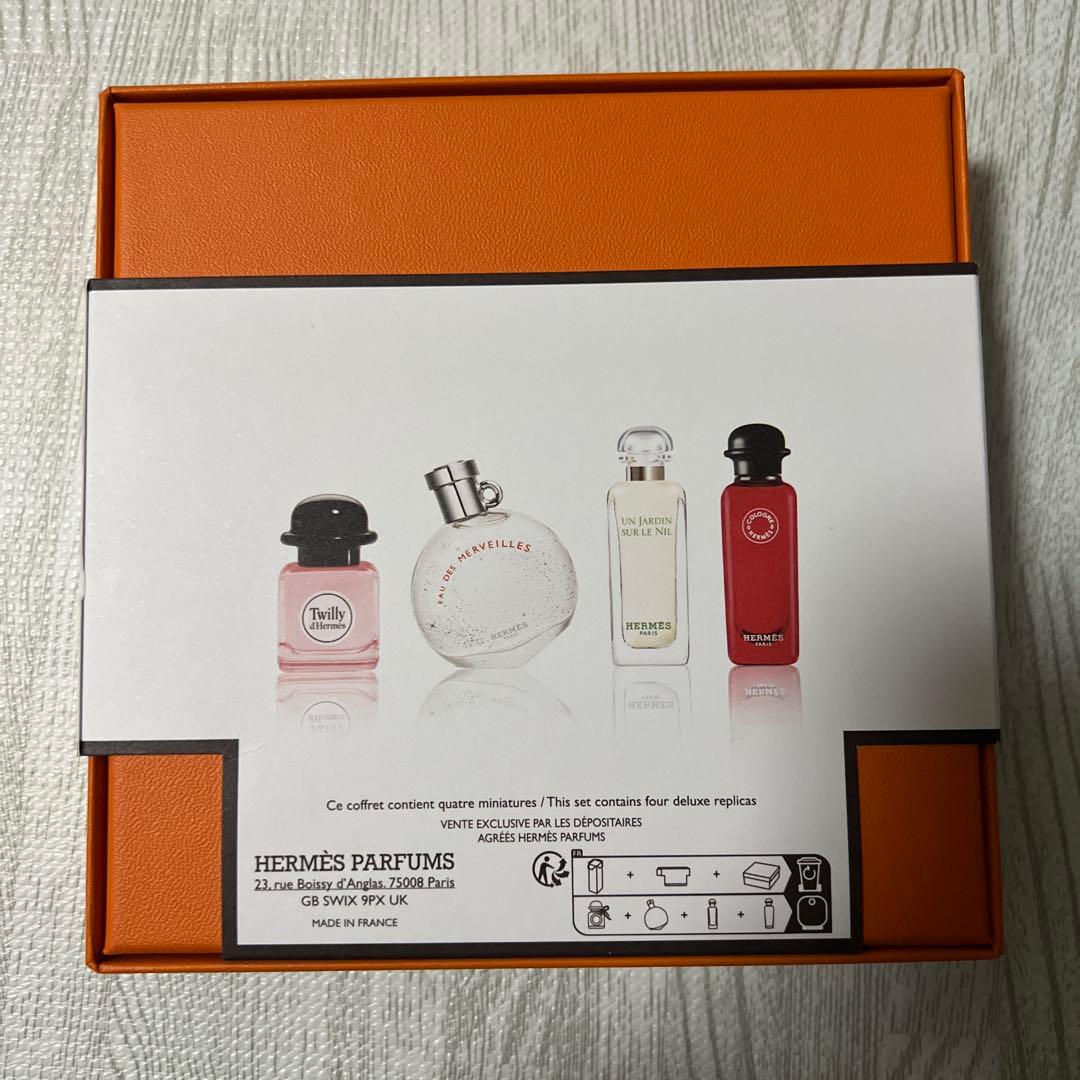 Twilly
d'Hermès
EAU DES MERVEILLES
HERMÈS
UN JARDIN
SUR LE NIL
HERMÈS
PARIS
COLOGNE
HERMÈS
HERMÈS
PARIS
Ce coffret contient quatre miniatures / This set contains four deluxe replicas
VENTE EXCLUSIVE PAR LES DÉPOSITAIRES
AGRÉÉS HERMÈS PARFUMS
HERMÈS PARFUMS
23, rue Boissy d'Anglas. 75008 Paris
GB SWIX 9PX UK
MADE IN FRANCE
FR
+ + 
+ + +